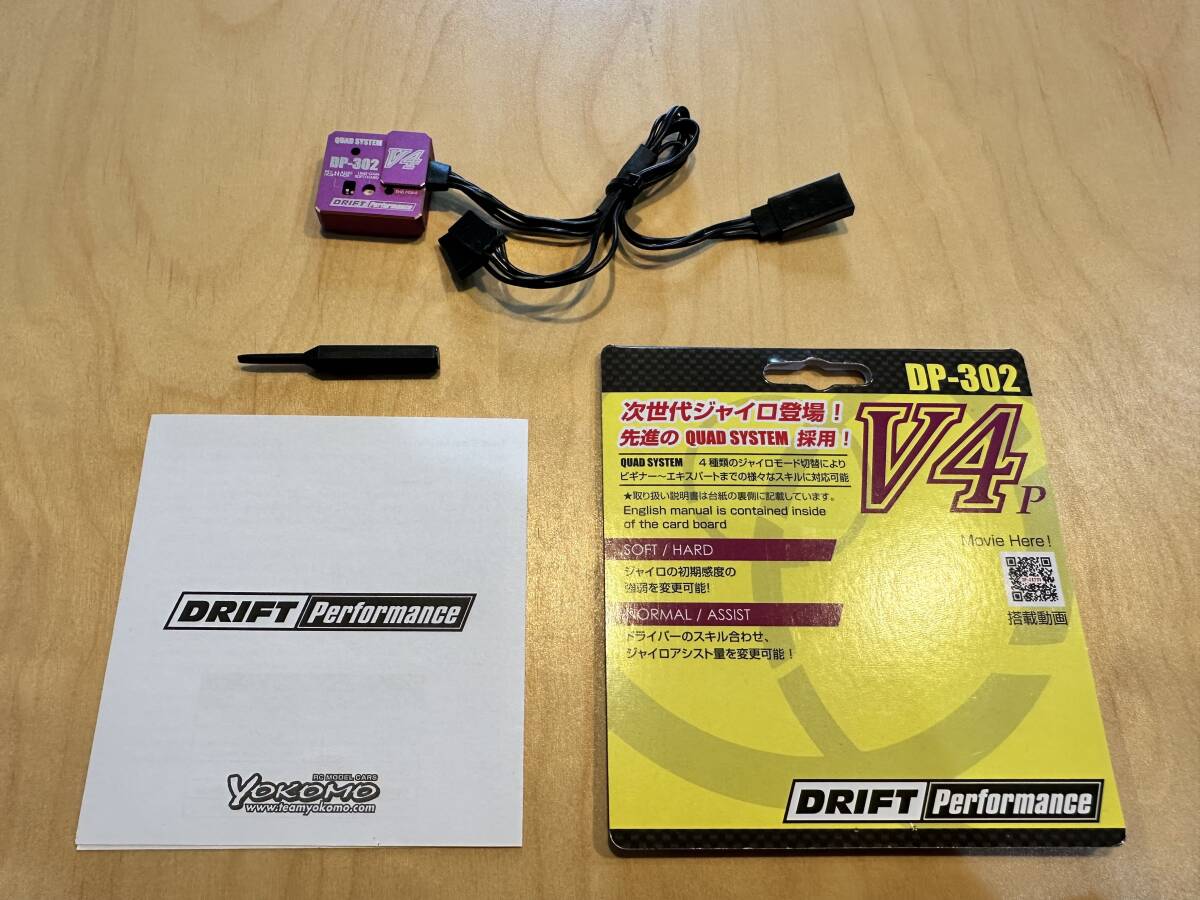 QUAD SYSTEM
DP-302
V4
DRIFT Performance
DRIFT Performance
RC MODEL CARS
YOKOMO
www.teamyokomo.com
DP-302
V4
P
次世代ジャイロ登場!
先進の QUAD SYSTEM 採用!
QUAD SYSTEM 4種類のジャイロモード切替により
ビギナー~エキスパートまでの様々なスキルに対応可能
★取り扱い説明書は台紙の裏側に記載しています。
English manual is contained inside
of the card board
SOFT / HARD
ジャイロの初期感度の
強弱を変更可能!
NORMAL / ASSIST
ドライバーのスキル合わせ、
ジャイロアシスト量を変更可能!
Movie Here!
搭載動画
DRIFT Performance